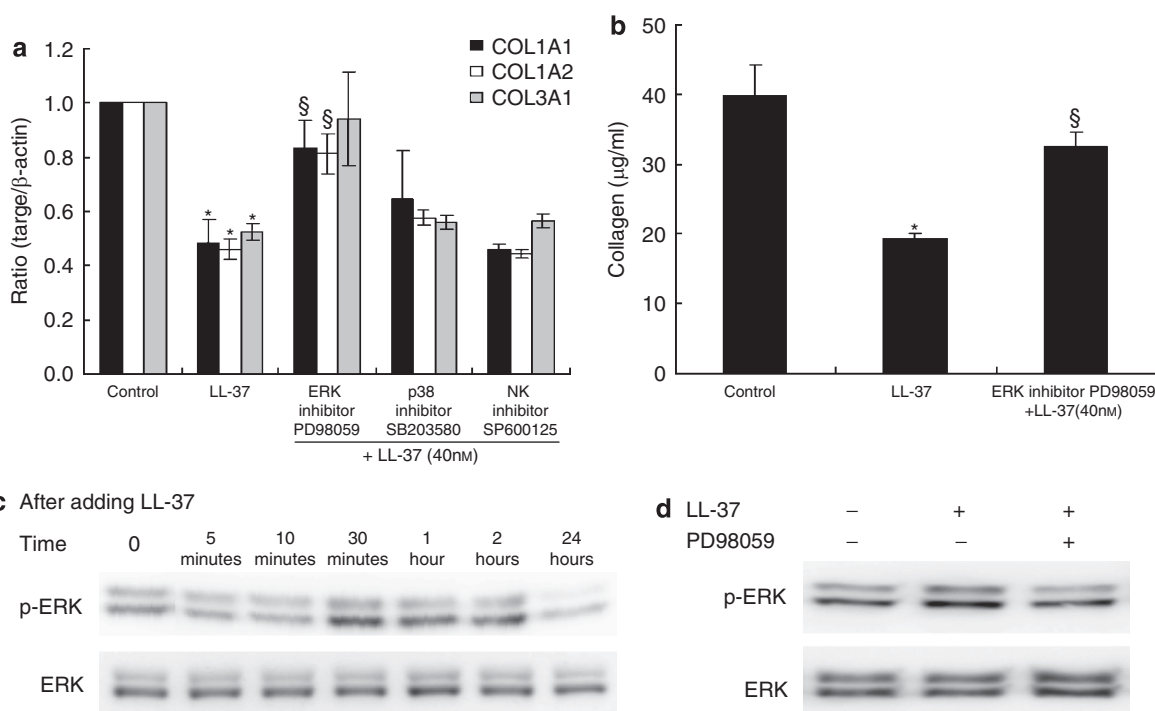 a
1.2
1.0
0.8
0.6
0.4
0.2
0.0
Ratio (targe/β-actin)
COL1A1
COL1A2
COL3A1
§ §
* * *
Control
LL-37
ERK
inhibitor
PD98059
p38
inhibitor
SB203580
NK
inhibitor
SP600125
+ LL-37 (40nM)
b
50
40
30
20
10
0
Collagen (μg/ml)
*
§
Control
LL-37
ERK inhibitor PD98059
+LL-37(40nM)
c After adding LL-37
Time 0 5 minutes 10 minutes 30 minutes 1 hour 2 hours 24 hours
p-ERK
ERK
d LL-37 – + +
PD98059 – – +
p-ERK
ERK